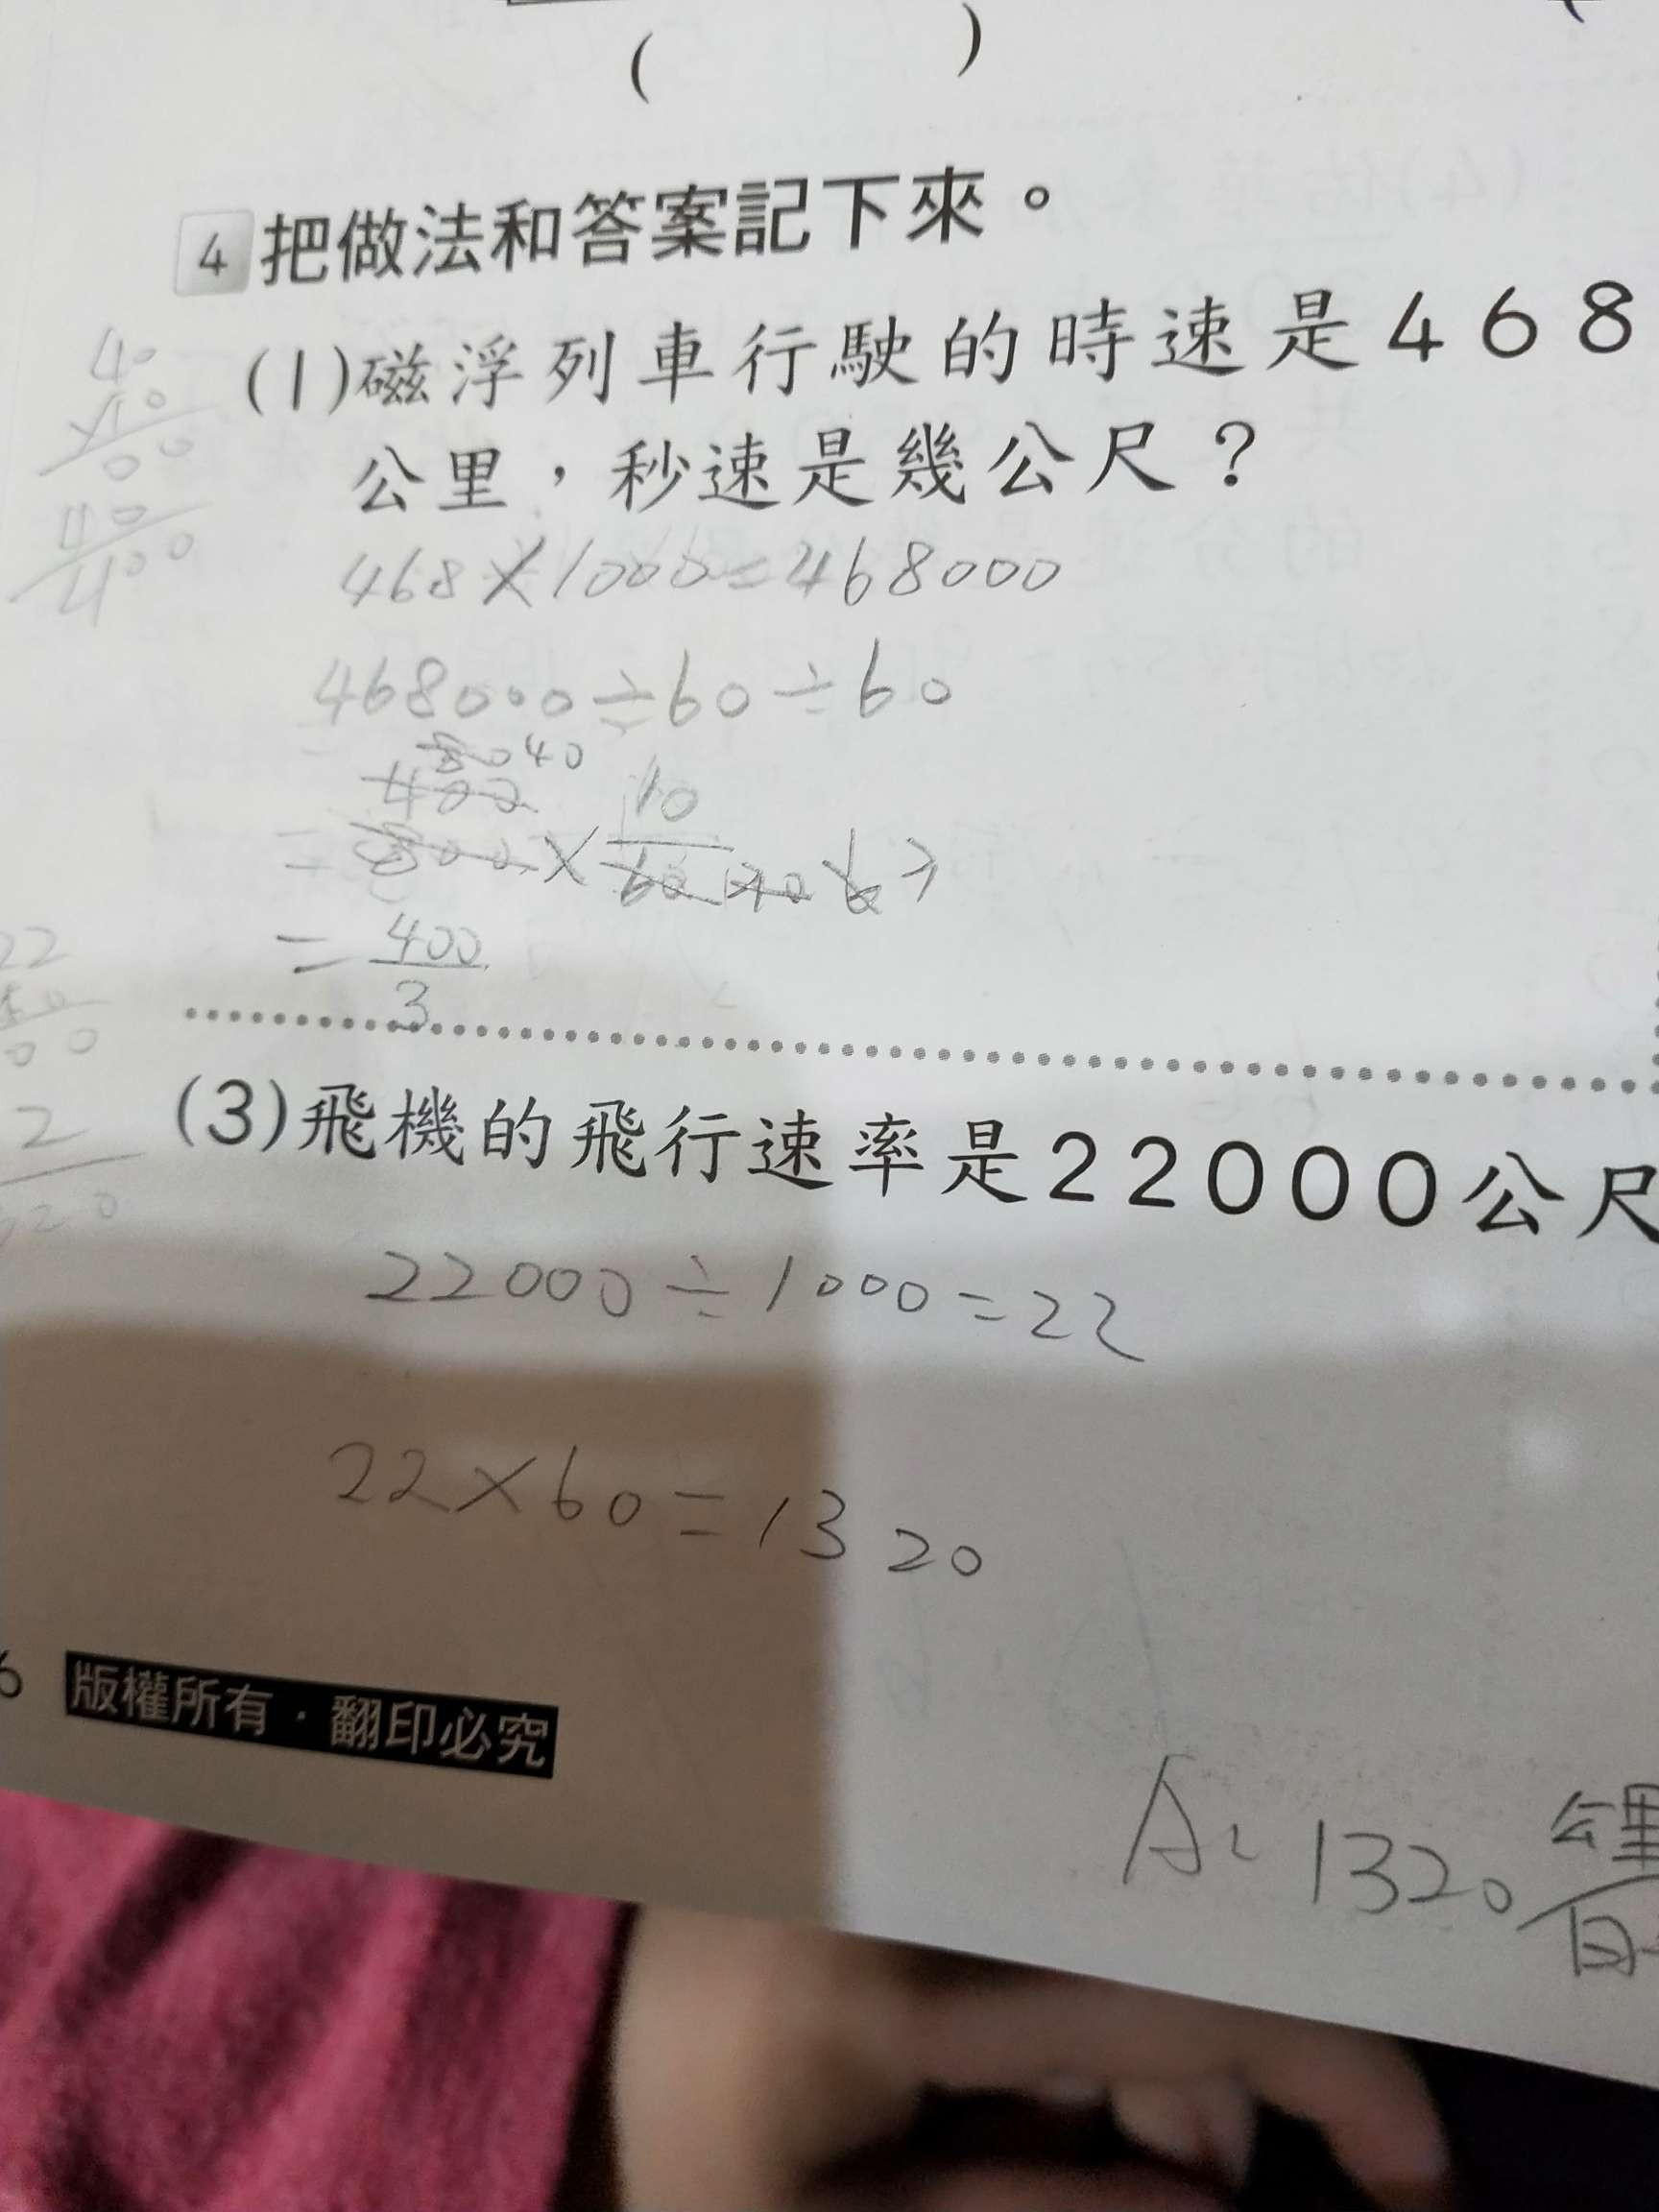 ( )
4 把做法和答案記下來。
(1)磁浮列車行駛的時速是468
公里，秒速是幾公尺？
468×1000=468000
468000÷60÷60
= 400/3
(3)飛機的飛行速率是22000公尺
22000÷1000=22
22×60=1320
6 版權所有·翻印必究
A: 1320